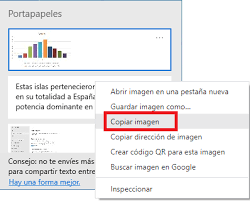 Portapapeles
Estas islas pertenecieron
en su totalidad a España
potencia dominante en
Consejo: no te envíes más
para compartir texto entre
Hay una forma mejor.
Abrir imagen en una pestaña nueva
Guardar imagen como...
Copiar imagen
Copiar dirección de imagen
Crear código QR para esta imagen
Buscar imagen en Google
Inspeccionar